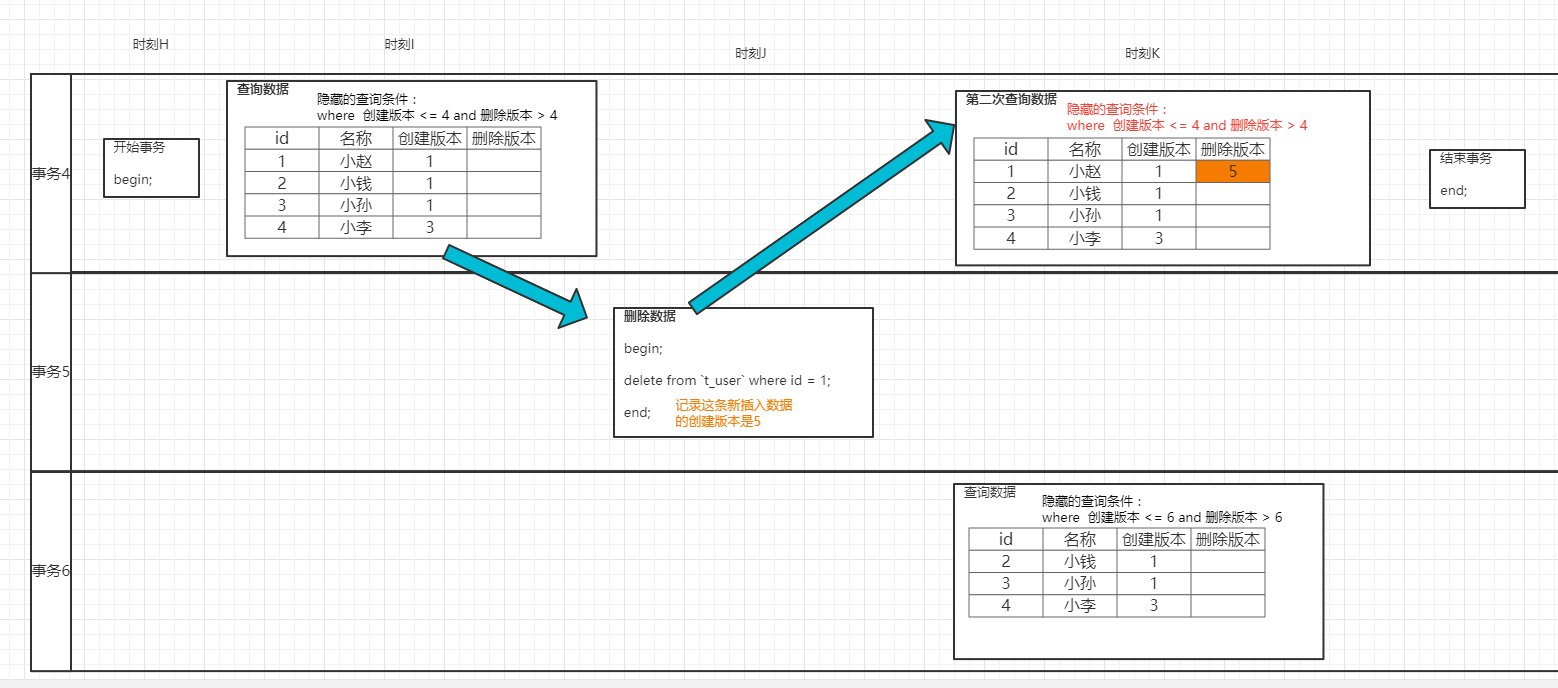 时刻H
时刻I
时刻J
时刻K
事务4
开始事务
begin;
查询数据
隐藏的查询条件：
where 创建版本 <= 4 and 删除版本 > 4
id 名称 创建版本 删除版本
1 小赵 1
2 小钱 1
3 小孙 1
4 小李 3
第二次查询数据
隐藏的查询条件：
where 创建版本 <= 4 and 删除版本 > 4
id 名称 创建版本 删除版本
1 小赵 1 5
2 小钱 1
3 小孙 1
4 小李 3
结束事务
end;
事务5
删除数据
begin;
delete from `t_user` where id = 1;
end;
记录这条新插入数据
的创建版本是5
事务6
查询数据
隐藏的查询条件：
where 创建版本 <= 6 and 删除版本 > 6
id 名称 创建版本 删除版本
2 小钱 1
3 小孙 1
4 小李 3